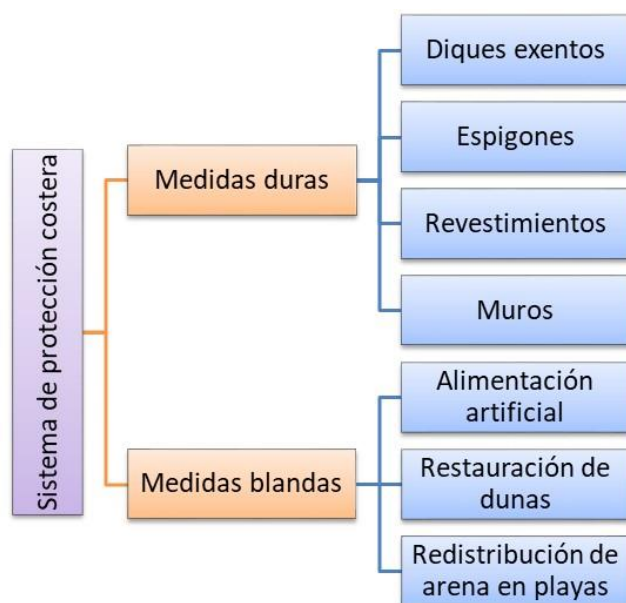 Sistema de protección costera
Medidas duras
Diques exentos
Espigones
Revestimientos
Muros
Medidas blandas
Alimentación
artificial
Restauración de
dunas
Redistribución de
arena en playas